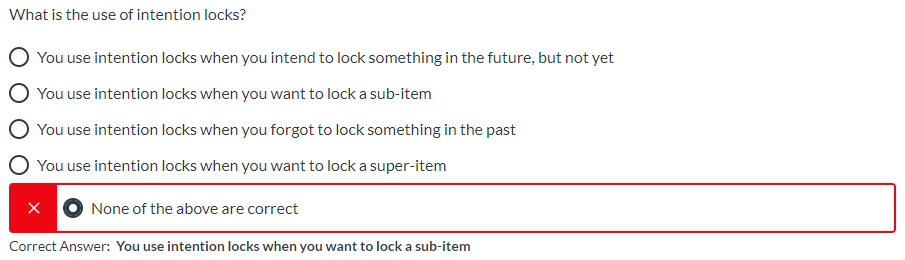 What is the use of intention locks?
You use intention locks when you intend to lock something in the future, but not yet
You use intention locks when you want to lock a sub-item
You use intention locks when you forgot to lock something in the past
You use intention locks when you want to lock a super-item
None of the above are correct
Correct Answer: You use intention locks when you want to lock a sub-item